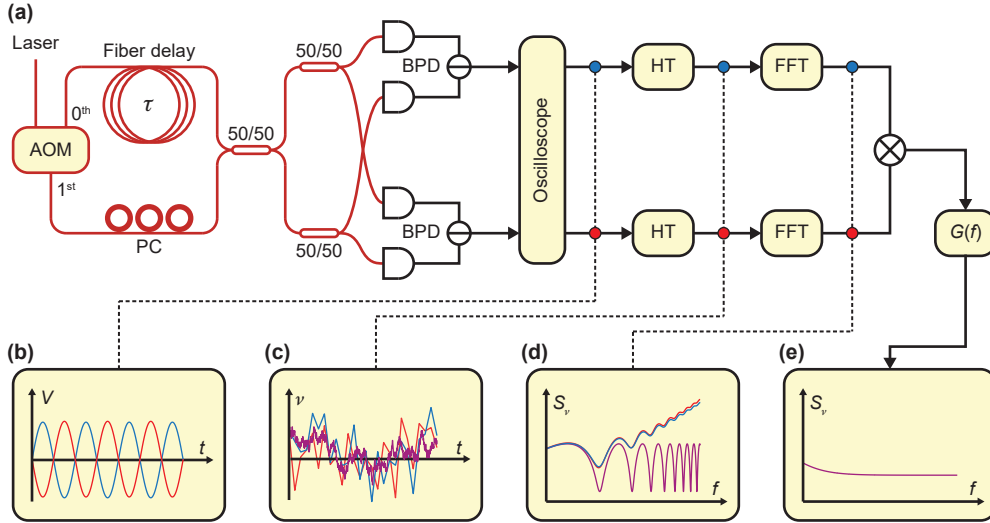 (a)
Laser
Fiber delay
τ
0th
AOM
1st
PC
50/50
50/50
50/50
BPD
BPD
Oscilloscope
HT
FFT
HT
FFT
G(f)
(b)
V
t
(c)
ν
t
(d)
Sν
f
(e)
Sν
f